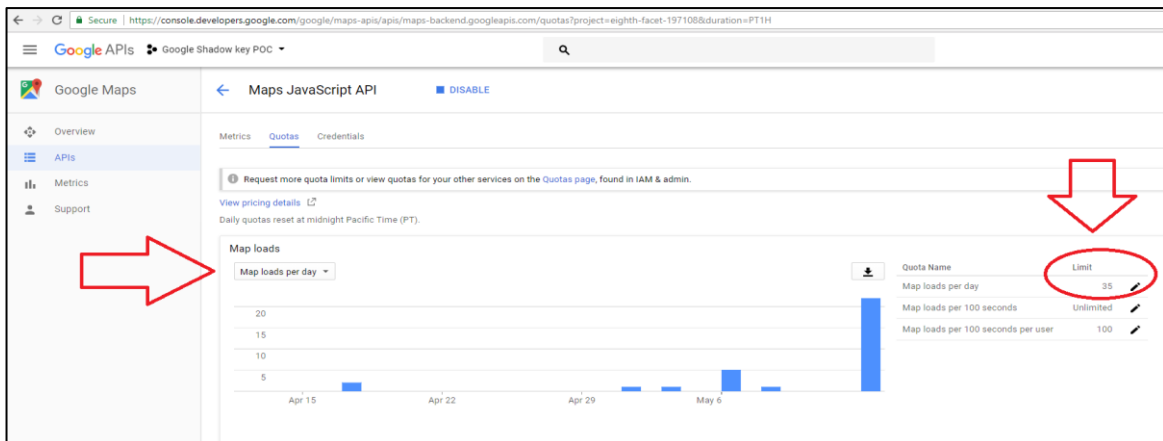 Secure | https://console.developers.google.com/google/maps-apis/apis/maps-backend.googleapis.com/quotas?project=eighth-facet-197108&duration=PT1H
Google APIs Google Shadow key POC
Google Maps
Maps JavaScript API DISABLE
Overview
APIs
Metrics
Support
Metrics Quotas Credentials
Request more quota limits or view quotas for your other services on the Quotas page, found in IAM & admin.
View pricing details
Daily quotas reset at midnight Pacific Time (PT).
Map loads
Map loads per day
20
15
10
5
Apr 15 Apr 22 Apr 29 May 6
Quota Name Limit
Map loads per day 35
Map loads per 100 seconds Unlimited
Map loads per 100 seconds per user 100